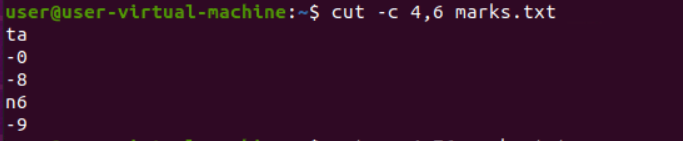 user@user-virtual-machine:~$ cut -c 4,6 marks.txt
ta
-0
-8
n6
-9